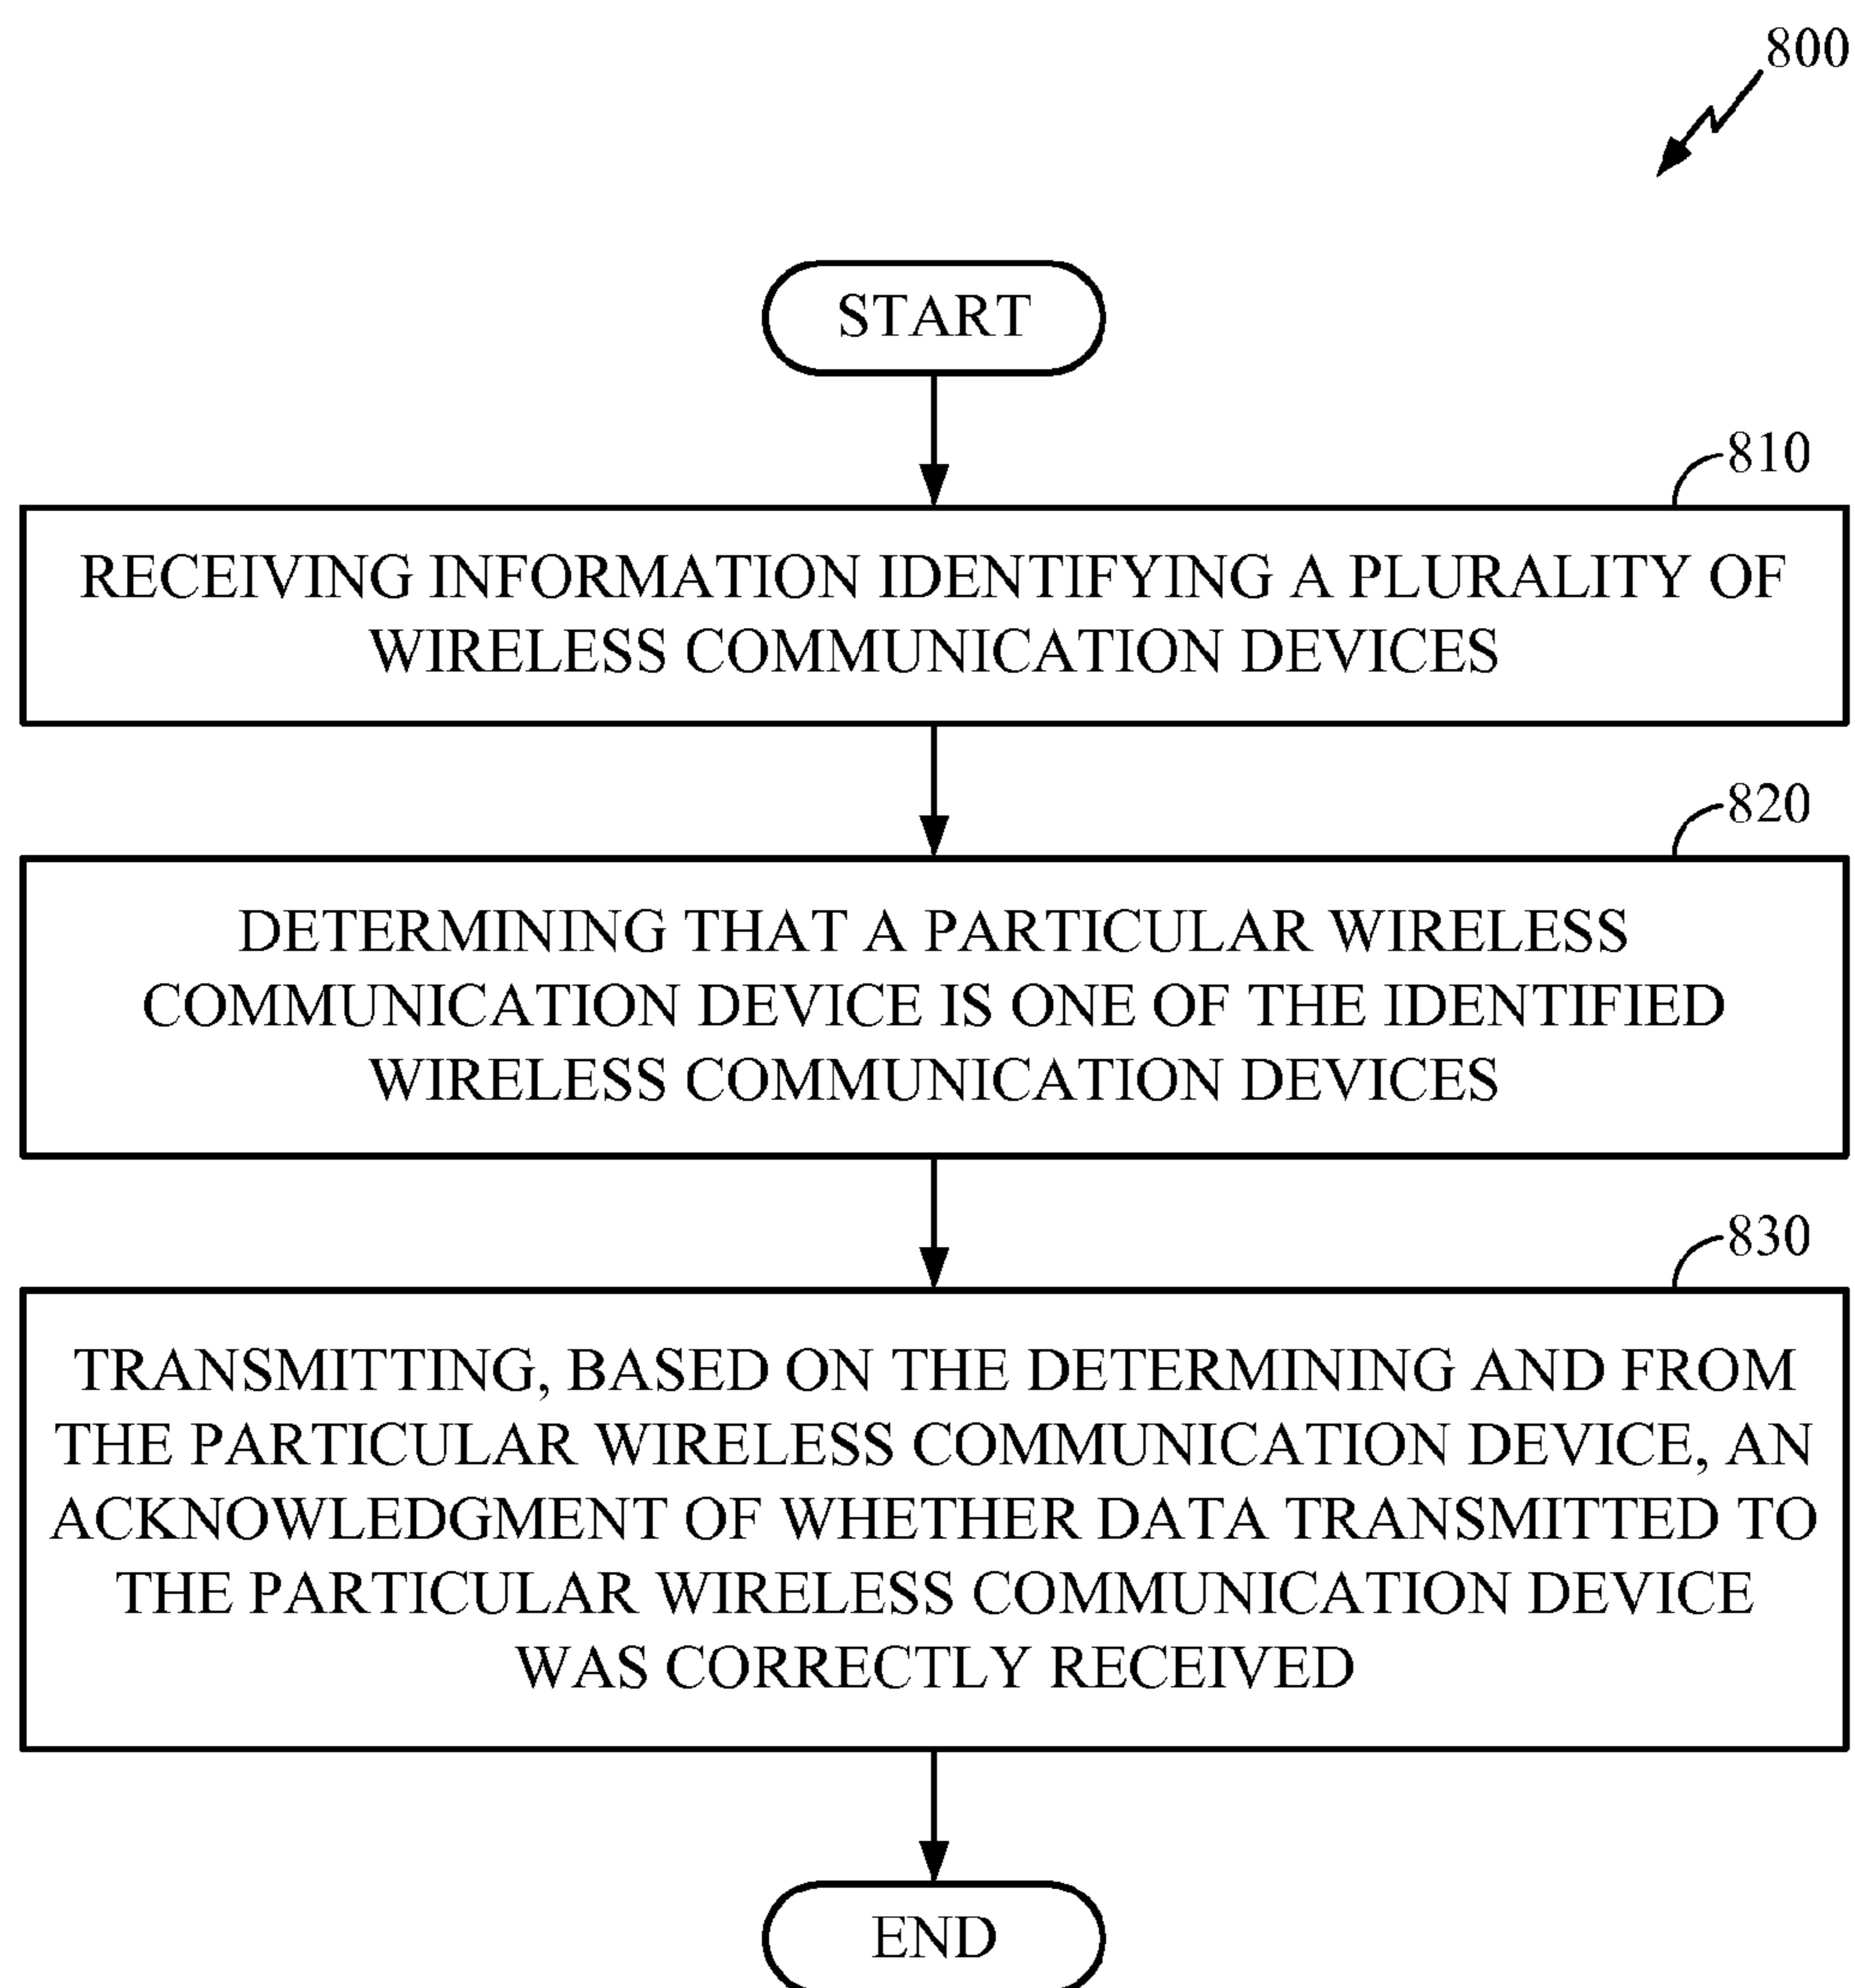 800
START
810
RECEIVING INFORMATION IDENTIFYING A PLURALITY OF
WIRELESS COMMUNICATION DEVICES
820
DETERMINING THAT A PARTICULAR WIRELESS
COMMUNICATION DEVICE IS ONE OF THE IDENTIFIED
WIRELESS COMMUNICATION DEVICES
830
TRANSMITTING, BASED ON THE DETERMINING AND FROM
THE PARTICULAR WIRELESS COMMUNICATION DEVICE, AN
ACKNOWLEDGMENT OF WHETHER DATA TRANSMITTED TO
THE PARTICULAR WIRELESS COMMUNICATION DEVICE
WAS CORRECTLY RECEIVED
END